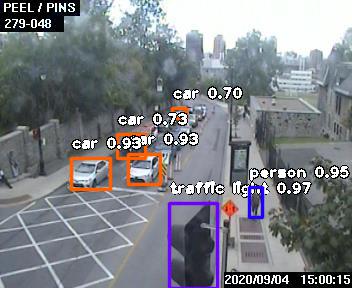 PEEL / PINS
279-048
car 0.70
car 0.73
car 0.93
car 0.93
person 0.95
traffic light 0.97
2020/09/04 15:00:15